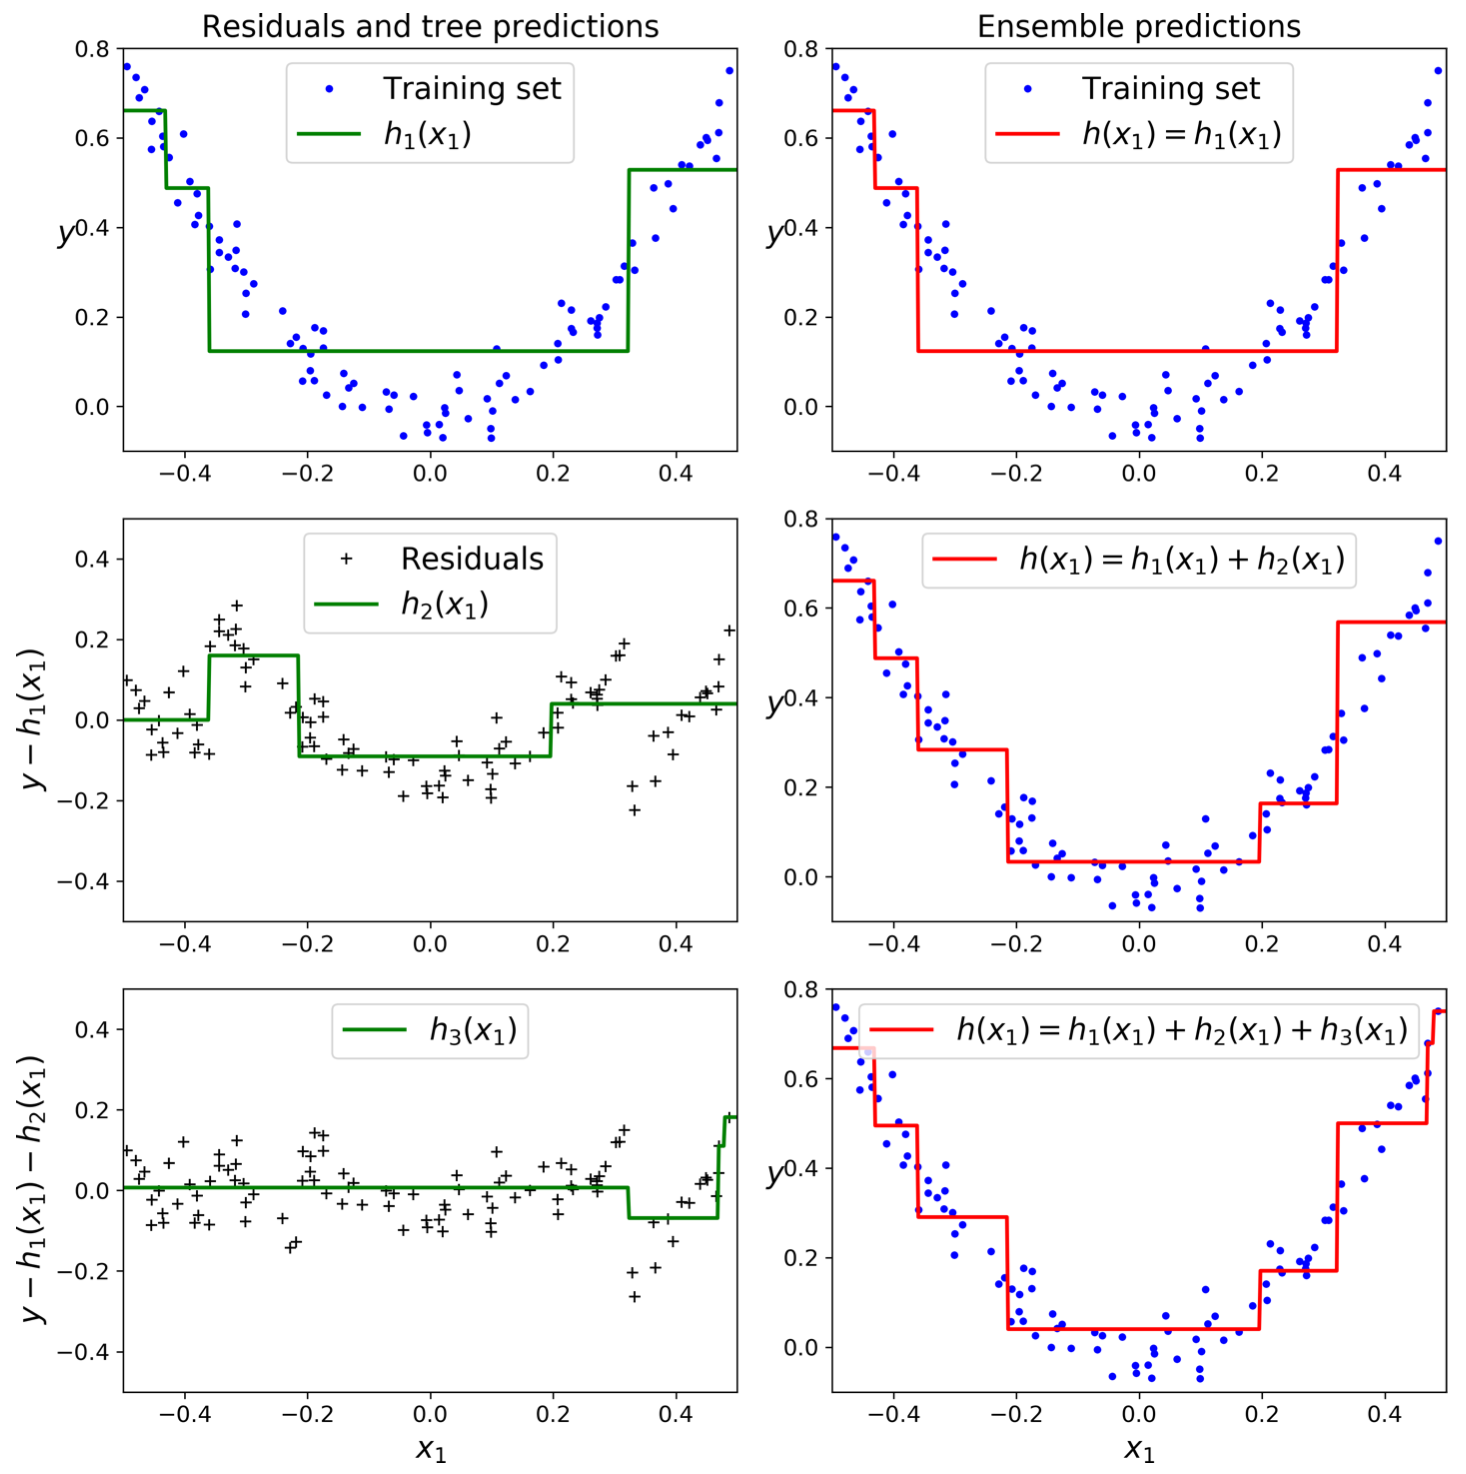 Residuals and tree predictions
Ensemble predictions
0.8
0.6
0.4
0.2
0.0
y
Training set
h₁(x₁)
−0.4 −0.2 0.0 0.2 0.4
0.8
0.6
0.4
0.2
0.0
y
Training set
h(x₁) = h₁(x₁)
−0.4 −0.2 0.0 0.2 0.4
0.4
0.2
0.0
−0.2
−0.4
y − h₁(x₁)
Residuals
h₂(x₁)
−0.4 −0.2 0.0 0.2 0.4
0.8
0.6
0.4
0.2
0.0
y
h(x₁) = h₁(x₁) + h₂(x₁)
−0.4 −0.2 0.0 0.2 0.4
0.4
0.2
0.0
−0.2
−0.4
y − h₁(x₁) − h₂(x₁)
h₃(x₁)
−0.4 −0.2 0.0 0.2 0.4
x₁
0.8
0.6
0.4
0.2
0.0
y
h(x₁) = h₁(x₁) + h₂(x₁) + h₃(x₁)
−0.4 −0.2 0.0 0.2 0.4
x₁